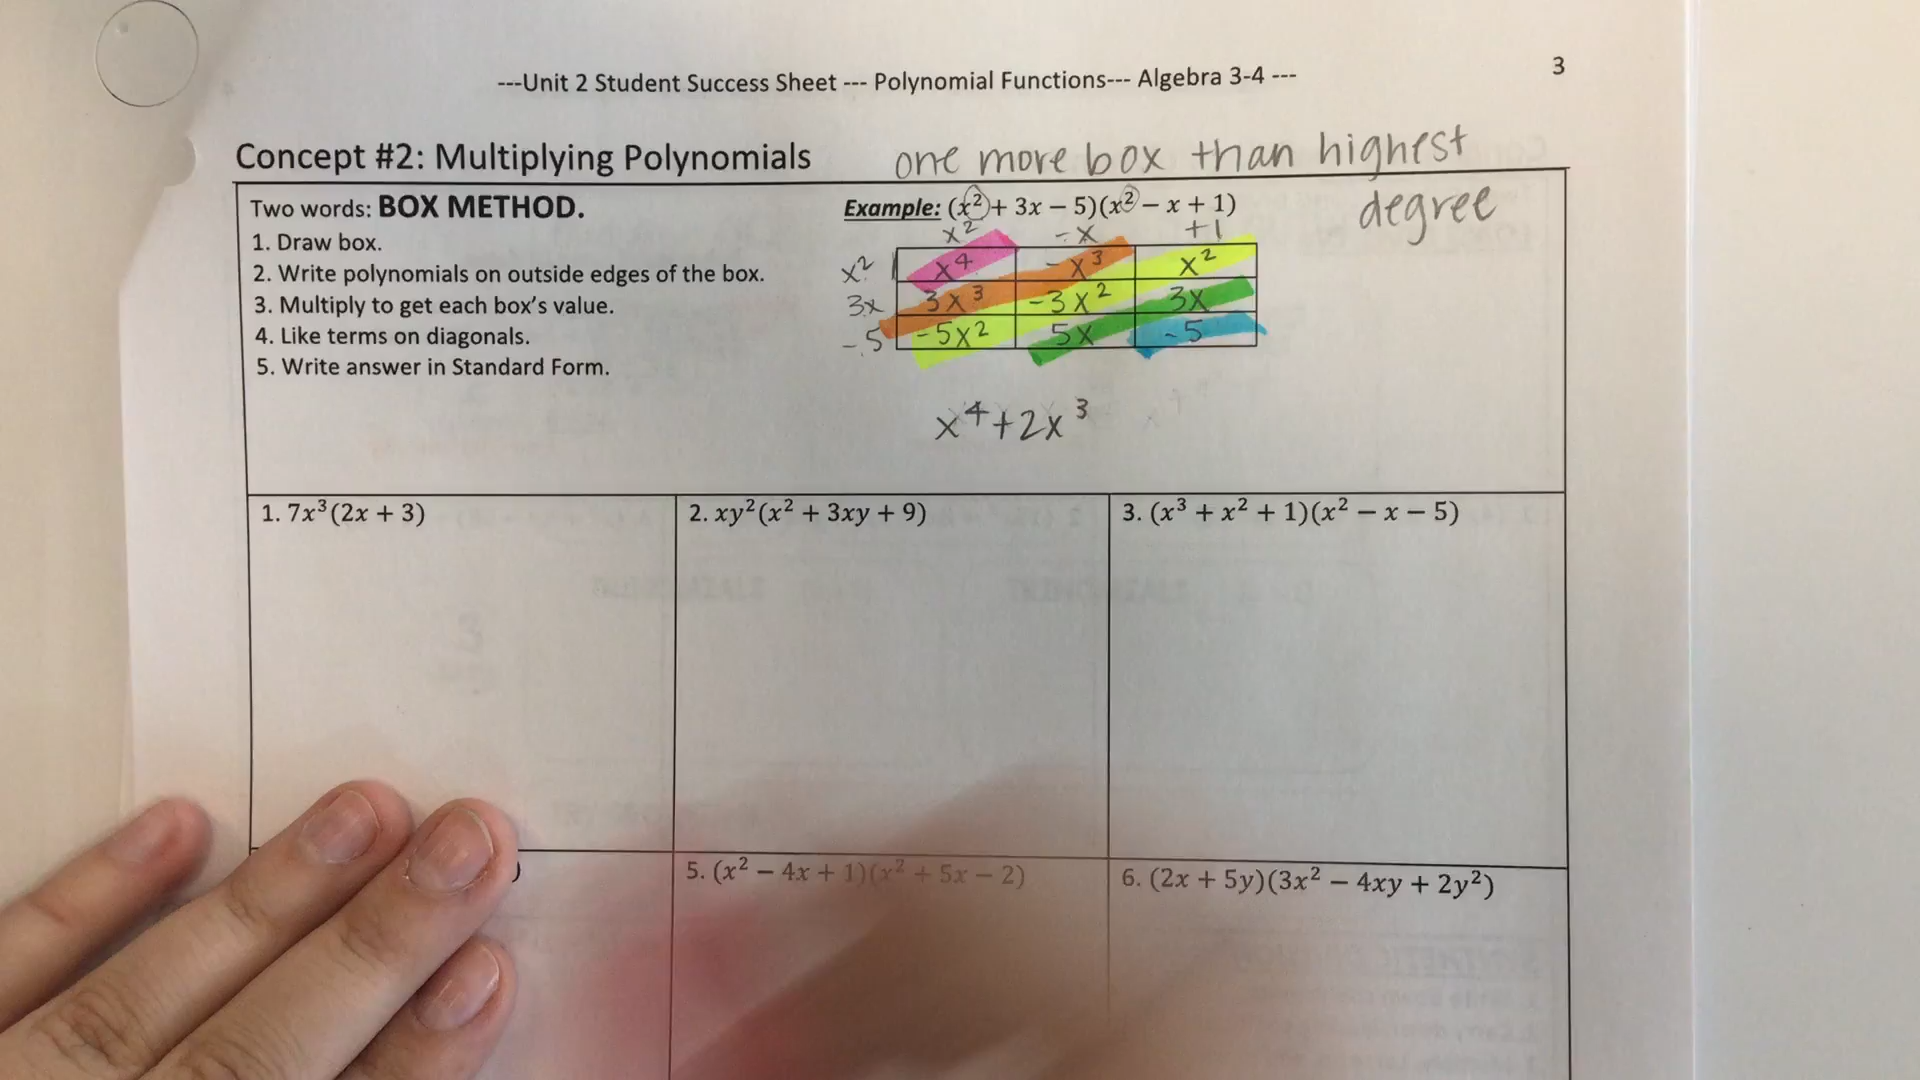 ---Unit 2 Student Success Sheet --- Polynomial Functions--- Algebra 3-4 ---
3
Concept #2: Multiplying Polynomials
one more box than highest
degree
Two words: BOX METHOD.
1. Draw box.
2. Write polynomials on outside edges of the box.
3. Multiply to get each box's value.
4. Like terms on diagonals.
5. Write answer in Standard Form.
Example: (x² + 3x − 5)(x² − x + 1)
x² -x +1
x² x⁴ -x³ x²
3x 3x³ -3x² 3x
-5 -5x² 5x -5
x⁴+2x³
1. 7x³(2x + 3)
2. xy²(x² + 3xy + 9)
3. (x³ + x² + 1)(x² − x − 5)
)
5. (x² − 4x + 1)(x² + 5x − 2)
6. (2x + 5y)(3x² − 4xy + 2y²)